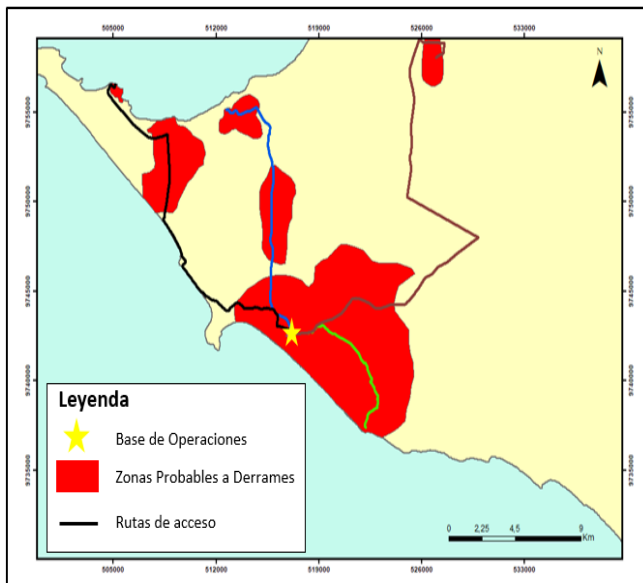 505000 512000 519000 526000 533000
N
9755000 9755000
9750000 9750000
9745000 9745000
9740000 9740000
9735000 9735000
Leyenda
Base de Operaciones
Zonas Probables a Derrames
Rutas de acceso
0 2,25 4,5 9
Km
505000 512000 519000 526000 533000